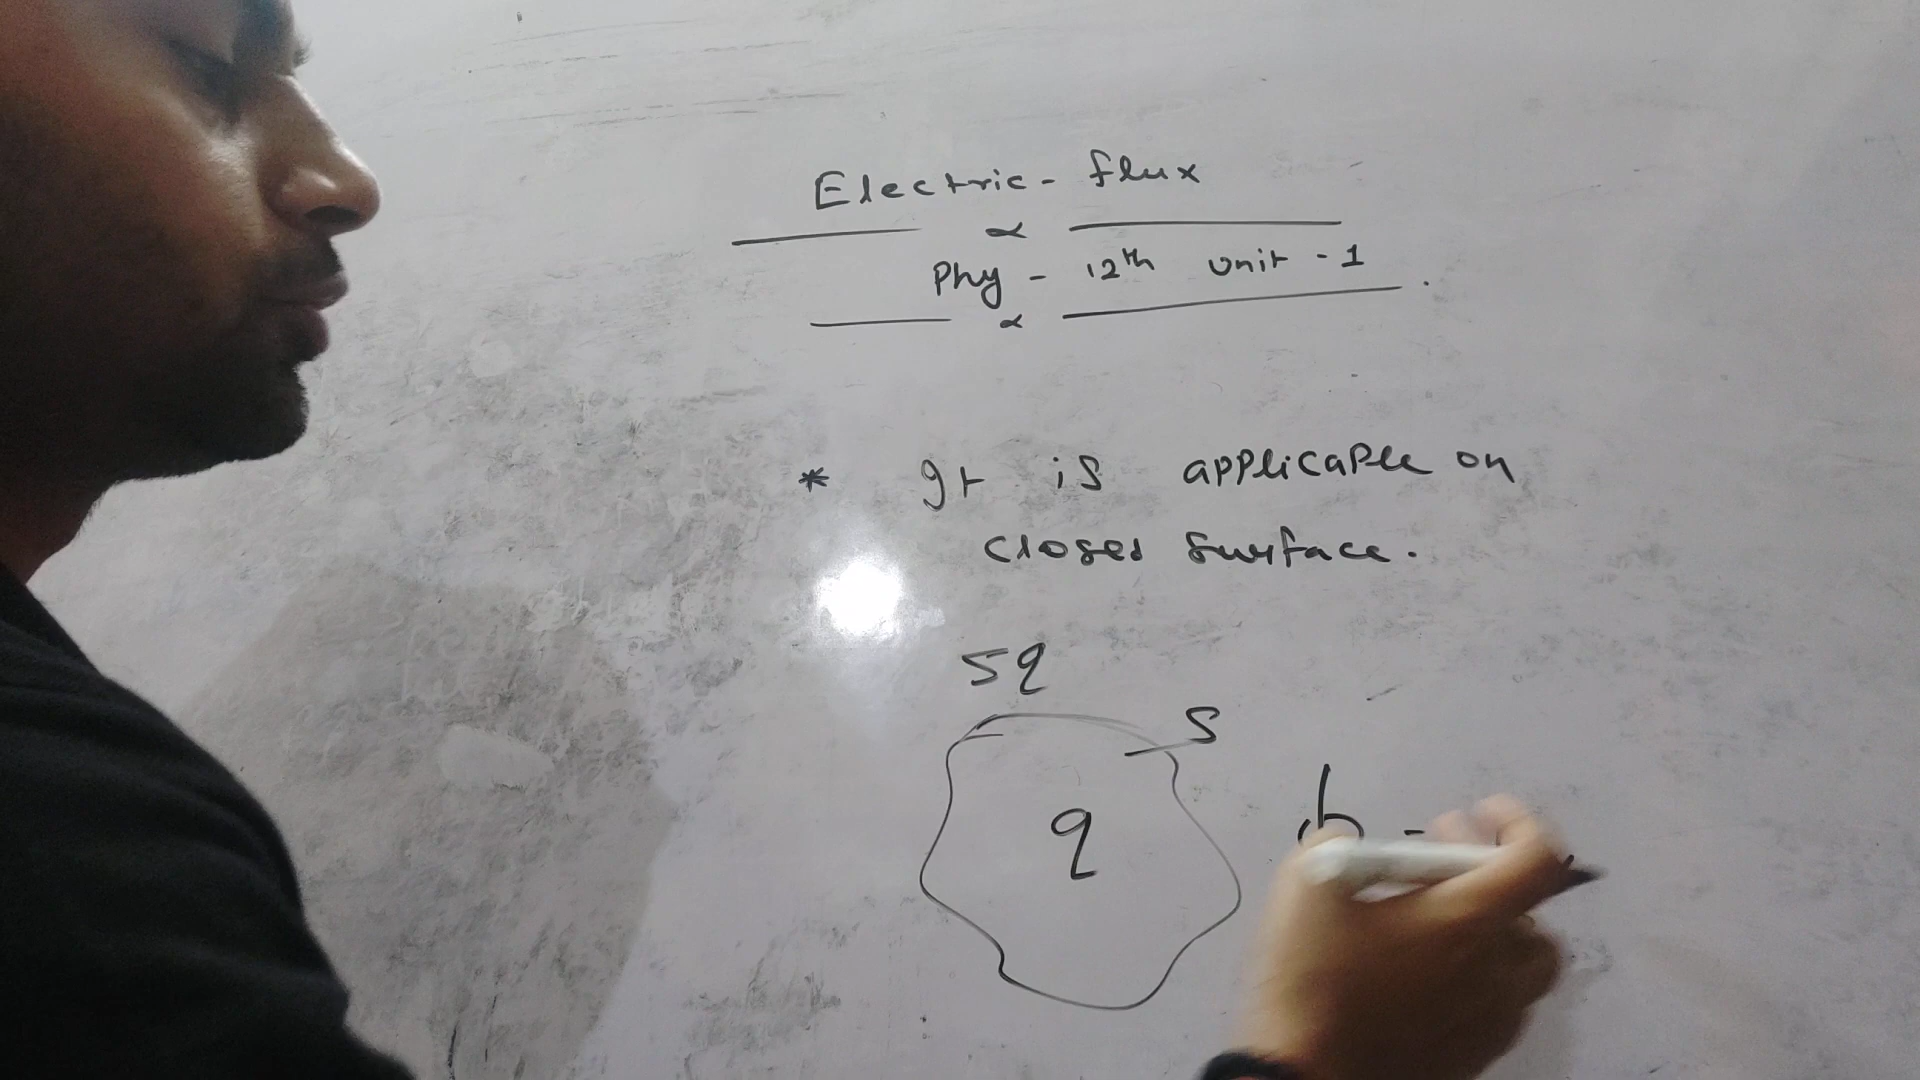 Electric - flux
Phy - 12th unit - 1
* It is applicable on
closed surface.
5q
S
q
ϕ =